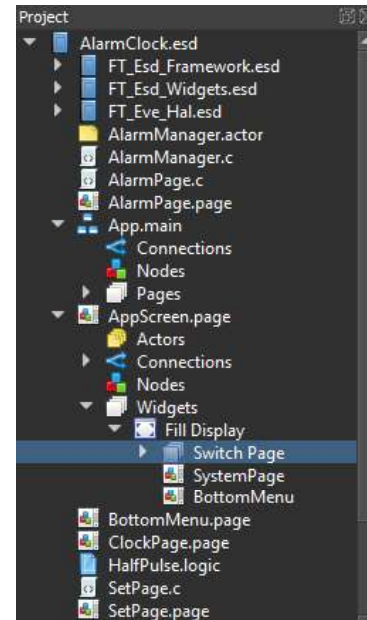 Project
AlarmClock.esd
FT_Esd_Framework.esd
FT_Esd_Widgets.esd
FT_Eve_Hal.esd
AlarmManager.actor
AlarmManager.c
AlarmPage.c
AlarmPage.page
App.main
Connections
Nodes
Pages
AppScreen.page
Actors
Connections
Nodes
Widgets
Fill Display
Switch Page
SystemPage
BottomMenu
BottomMenu.page
ClockPage.page
HalfPulse.logic
SetPage.c
SetPage.page